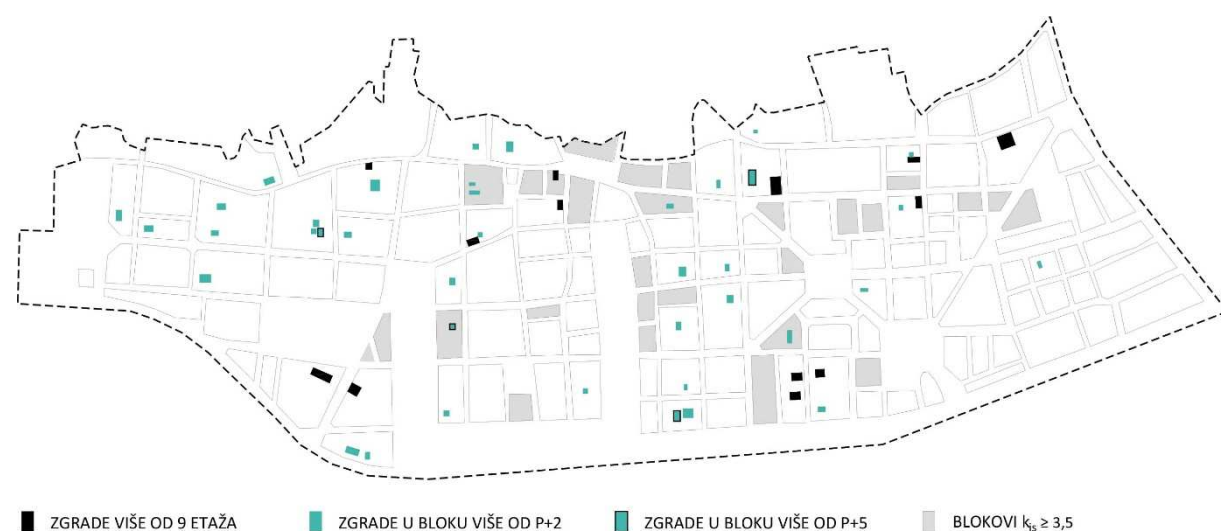 ZGRADE VIŠE OD 9 ETAŽA
ZGRADE U BLOKU VIŠE OD P+2
ZGRADE U BLOKU VIŠE OD P+5
BLOKOVI kis ≥ 3,5